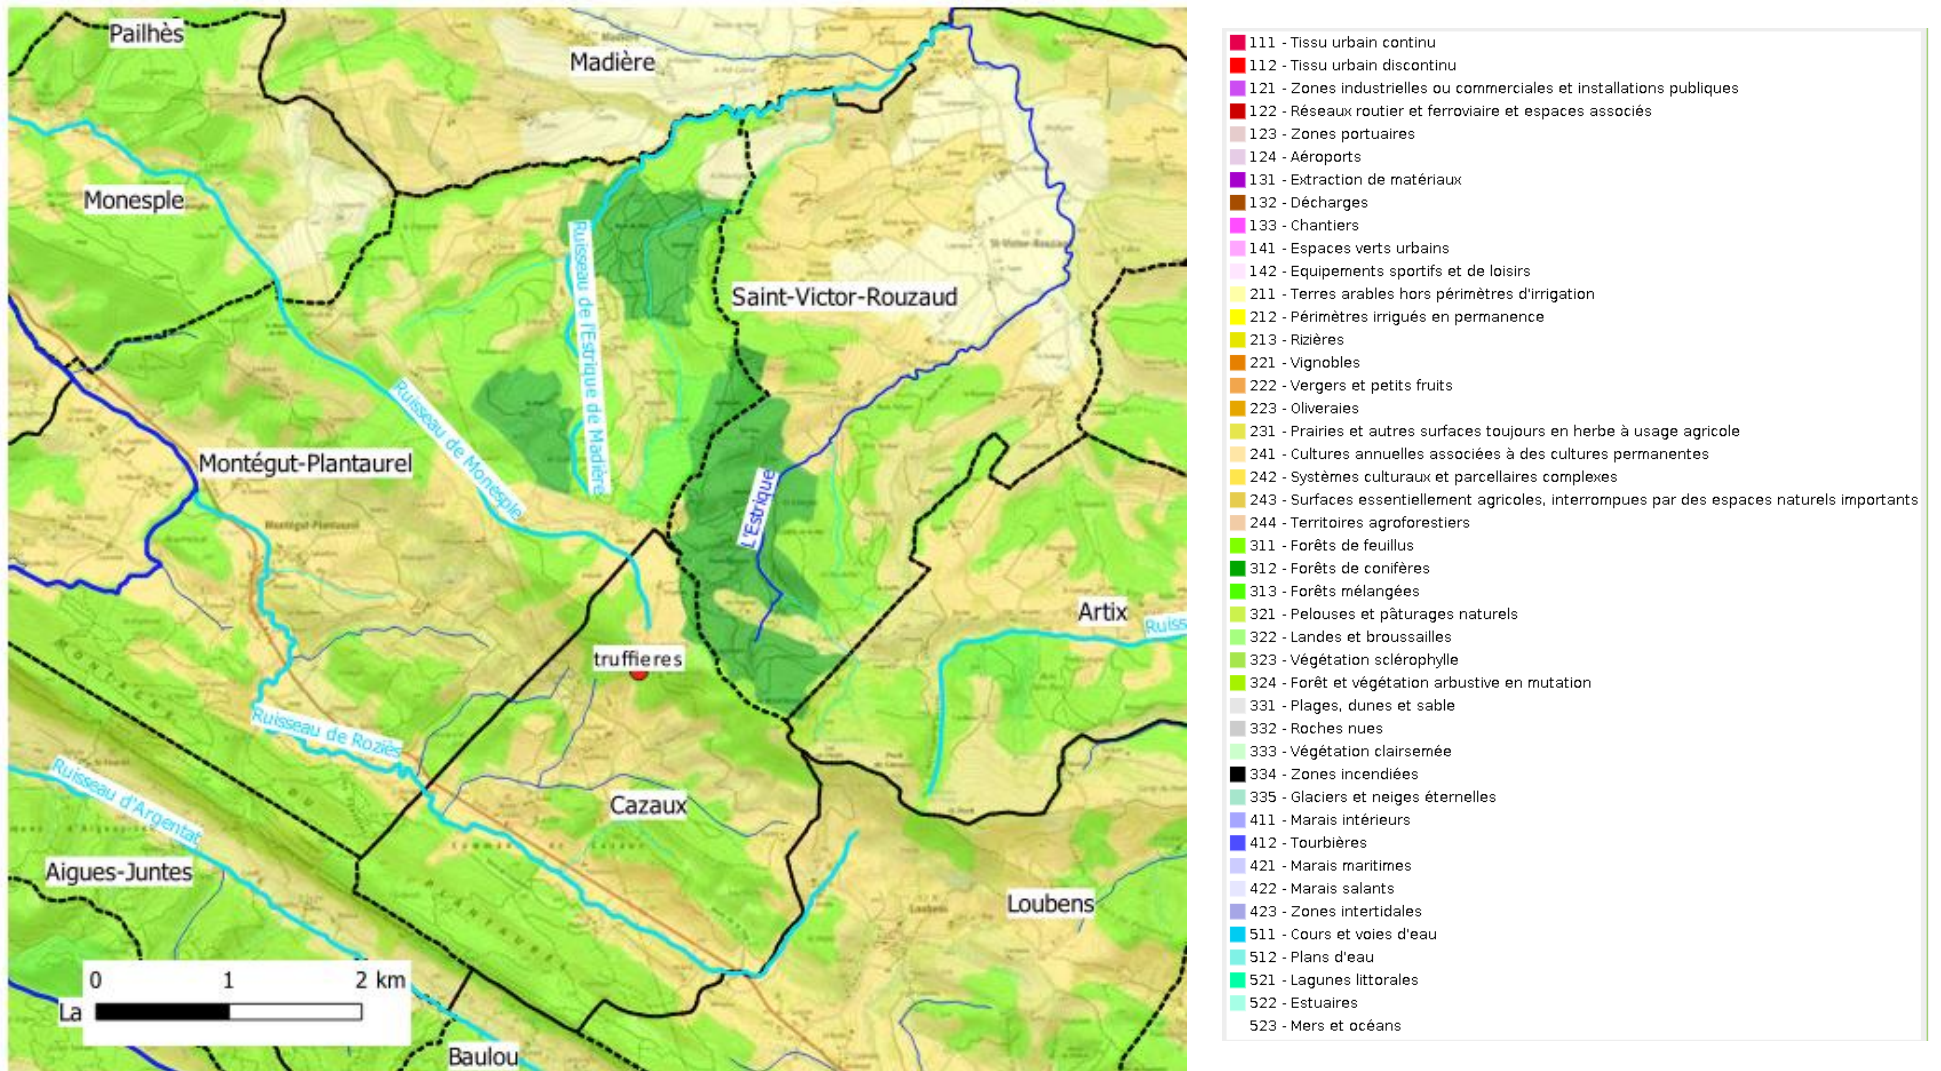 Pailhès
Madière
Monesple
Saint-Victor-Rouzaud
Ruisseau de l'Estrique de Madière
Ruisseau de Monesple
Montégut-Plantaurel
L'Estrique
Artix
Ruiss
truffieres
Ruisseau de Roziès
Ruisseau d'Argentat
Cazaux
Aigues-Juntes
Loubens
0 1 2 km
La
Baulou
111 - Tissu urbain continu
112 - Tissu urbain discontinu
121 - Zones industrielles ou commerciales et installations publiques
122 - Réseaux routier et ferroviaire et espaces associés
123 - Zones portuaires
124 - Aéroports
131 - Extraction de matériaux
132 - Décharges
133 - Chantiers
141 - Espaces verts urbains
142 - Equipements sportifs et de loisirs
211 - Terres arables hors périmètres d'irrigation
212 - Périmètres irrigués en permanence
213 - Rizières
221 - Vignobles
222 - Vergers et petits fruits
223 - Oliveraies
231 - Prairies et autres surfaces toujours en herbe à usage agricole
241 - Cultures annuelles associées à des cultures permanentes
242 - Systèmes culturaux et parcellaires complexes
243 - Surfaces essentiellement agricoles, interrompues par des espaces naturels importants
244 - Territoires agroforestiers
311 - Forêts de feuillus
312 - Forêts de conifères
313 - Forêts mélangées
321 - Pelouses et pâturages naturels
322 - Landes et broussailles
323 - Végétation sclérophylle
324 - Forêt et végétation arbustive en mutation
331 - Plages, dunes et sable
332 - Roches nues
333 - Végétation clairsemée
334 - Zones incendiées
335 - Glaciers et neiges éternelles
411 - Marais intérieurs
412 - Tourbières
421 - Marais maritimes
422 - Marais salants
423 - Zones intertidales
511 - Cours et voies d'eau
512 - Plans d'eau
521 - Lagunes littorales
522 - Estuaires
523 - Mers et océans